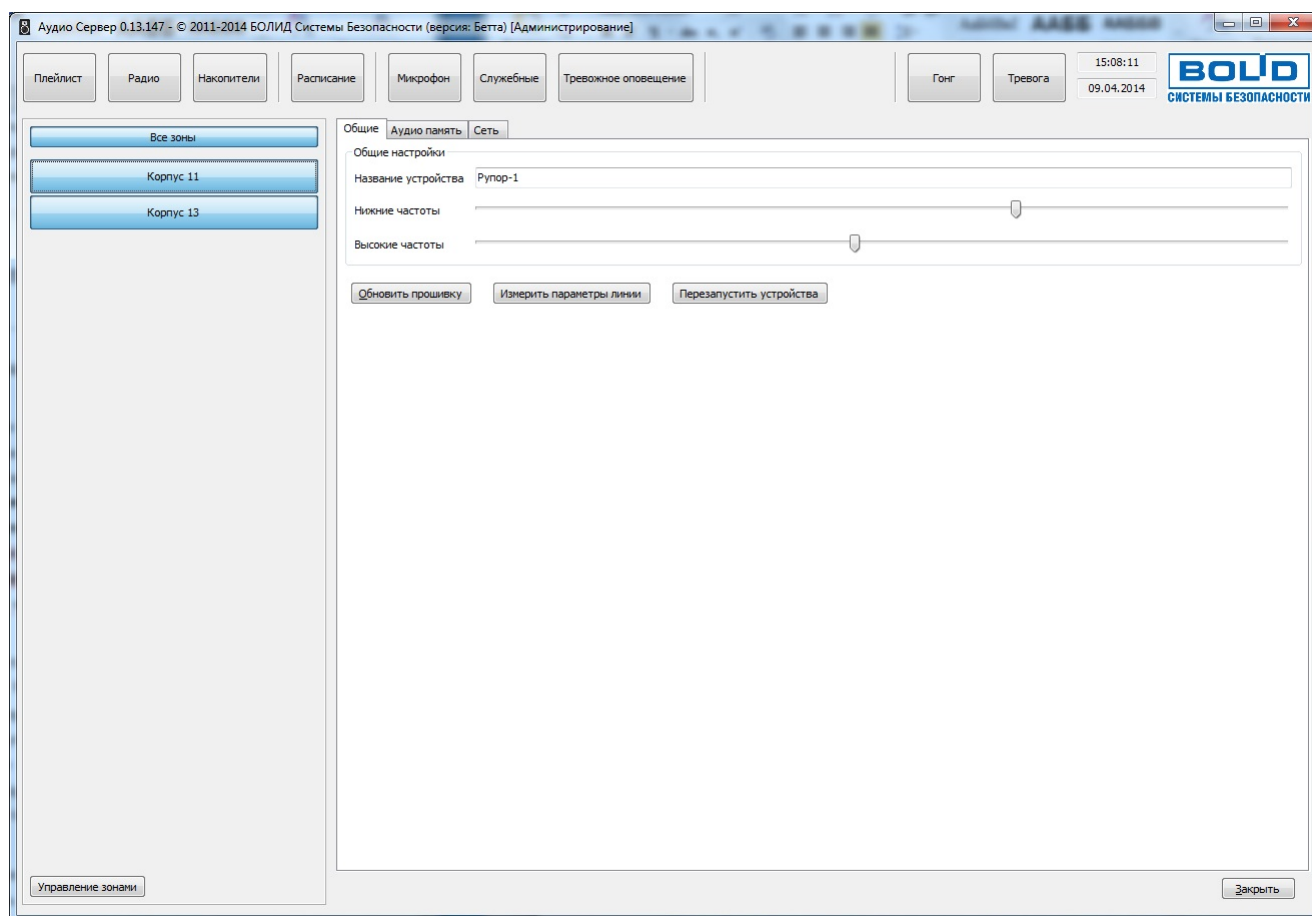 Аудио Сервер 0.13.147 - © 2011-2014 БОЛИД Системы Безопасности (версия: Бетта) [Администрирование]
Плейлист Радио Накопители Расписание Микрофон Служебные Тревожное оповещение Гонг Тревога
15:08:11
09.04.2014
BOLID
СИСТЕМЫ БЕЗОПАСНОСТИ
Все зоны
Корпус 11
Корпус 13
Управление зонами
Общие Аудио память Сеть
Общие настройки
Название устройства Рупор-1
Нижние частоты
Высокие частоты
Обновить прошивку Измерить параметры линии Перезапустить устройства
Закрыть